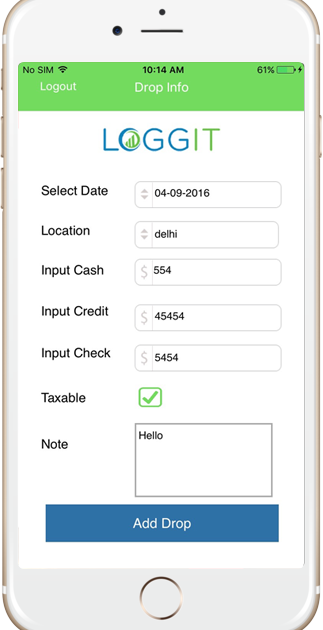 No SIM 10:14 AM 61%
Logout Drop Info
LOGGIT
Select Date 04-09-2016
Location delhi
Input Cash $ 554
Input Credit $ 45454
Input Check $ 5454
Taxable
Note Hello
Add Drop